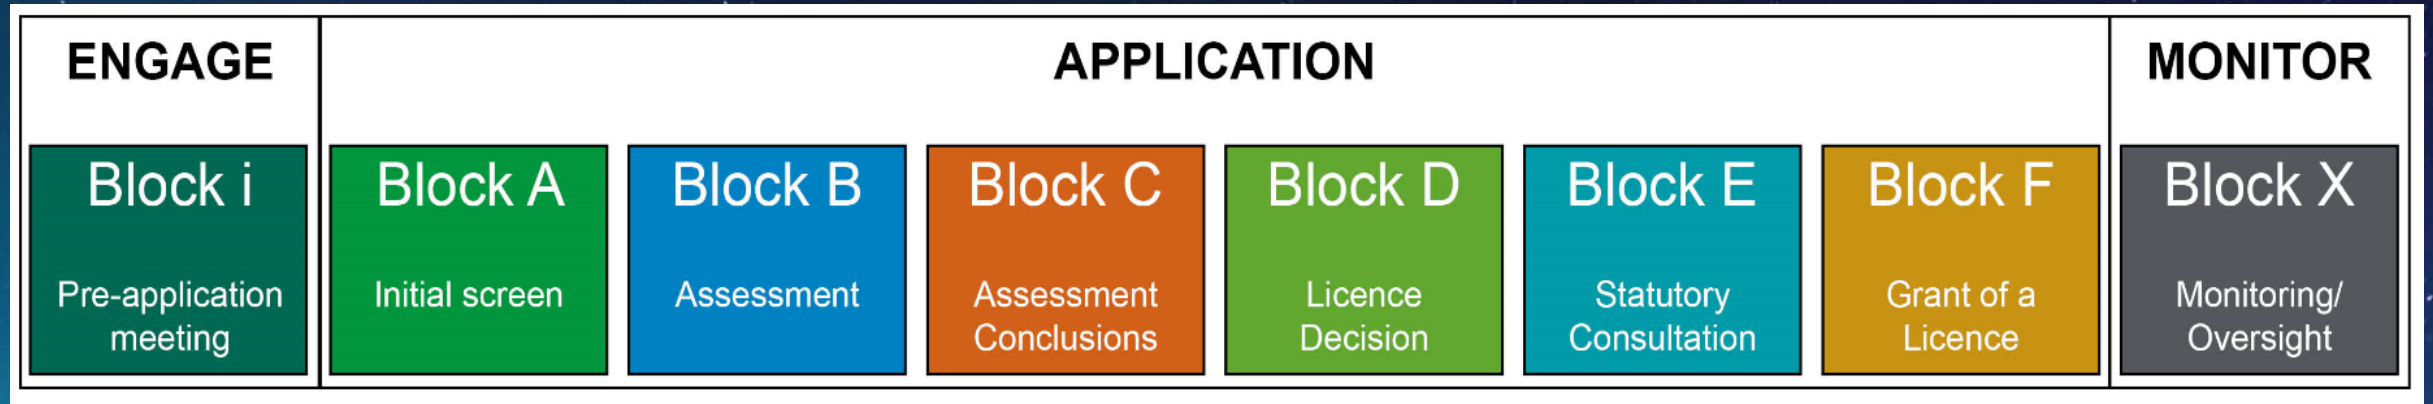 ENGAGE
APPLICATION
MONITOR
Block i
Pre-application
meeting
Block A
Initial screen
Block B
Assessment
Block C
Assessment
Conclusions
Block D
Licence
Decision
Block E
Statutory
Consultation
Block F
Grant of a
Licence
Block X
Monitoring/
Oversight